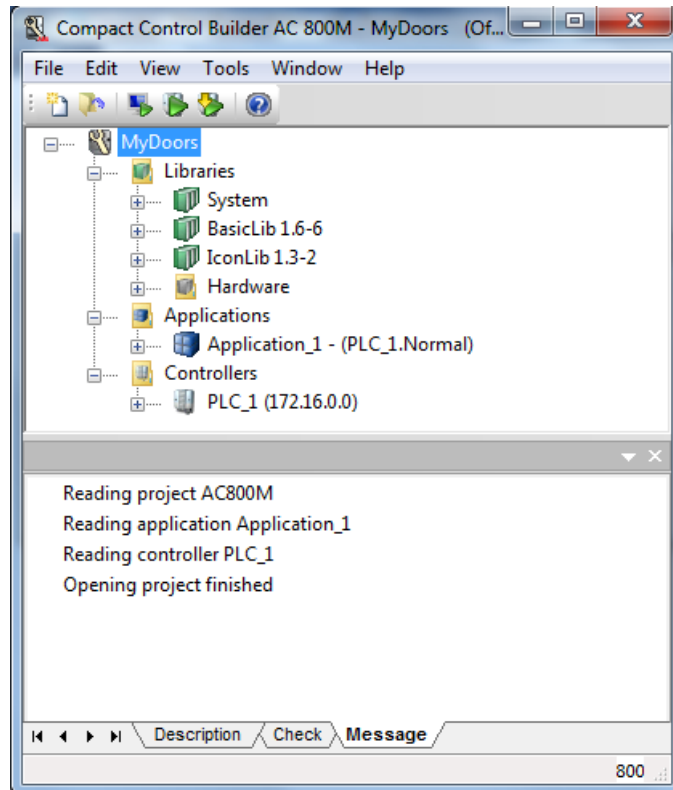 Compact Control Builder AC 800M - MyDoors (Of...
File Edit View Tools Window Help
MyDoors
Libraries
System
BasicLib 1.6-6
IconLib 1.3-2
Hardware
Applications
Application_1 - (PLC_1.Normal)
Controllers
PLC_1 (172.16.0.0)
Reading project AC800M
Reading application Application_1
Reading controller PLC_1
Opening project finished
Description Check Message
800